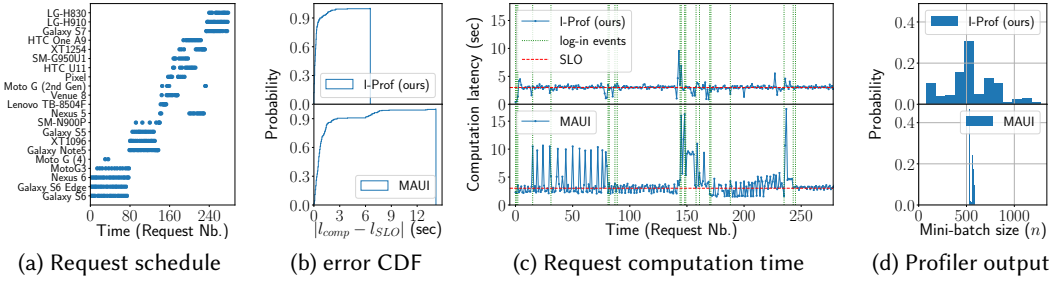 LG-H830
LG-H910
Galaxy S7
HTC One A9
XT1254
SM-G950U1
HTC U11
Pixel
Moto G (2nd Gen)
Venue 8
Lenovo TB-8504F
Nexus 5
SM-N900P
Galaxy S5
XT1096
Galaxy Note5
Moto G (4)
MotoG3
Nexus 6
Galaxy S6 Edge
Galaxy S6
0 80 160 240
Time (Request Nb.)
(a) Request schedule
Probability
0.9
0.6
0.3
0.0
I-Prof (ours)
0.9
0.6
0.3
0.0
MAUI
0 3 6 9 12
|l_comp − l_SLO| (sec)
(b) error CDF
Computation latency (sec)
15
10
5
0
I-Prof (ours)
log-in events
SLO
15
10
5
0
MAUI
0 50 100 150 200 250
Time (Request Nb.)
(c) Request computation time
Probability
0.4
0.2
0.0
I-Prof (ours)
0.4
0.2
0.0
MAUI
0 500 1000
Mini-batch size (n)
(d) Profiler output